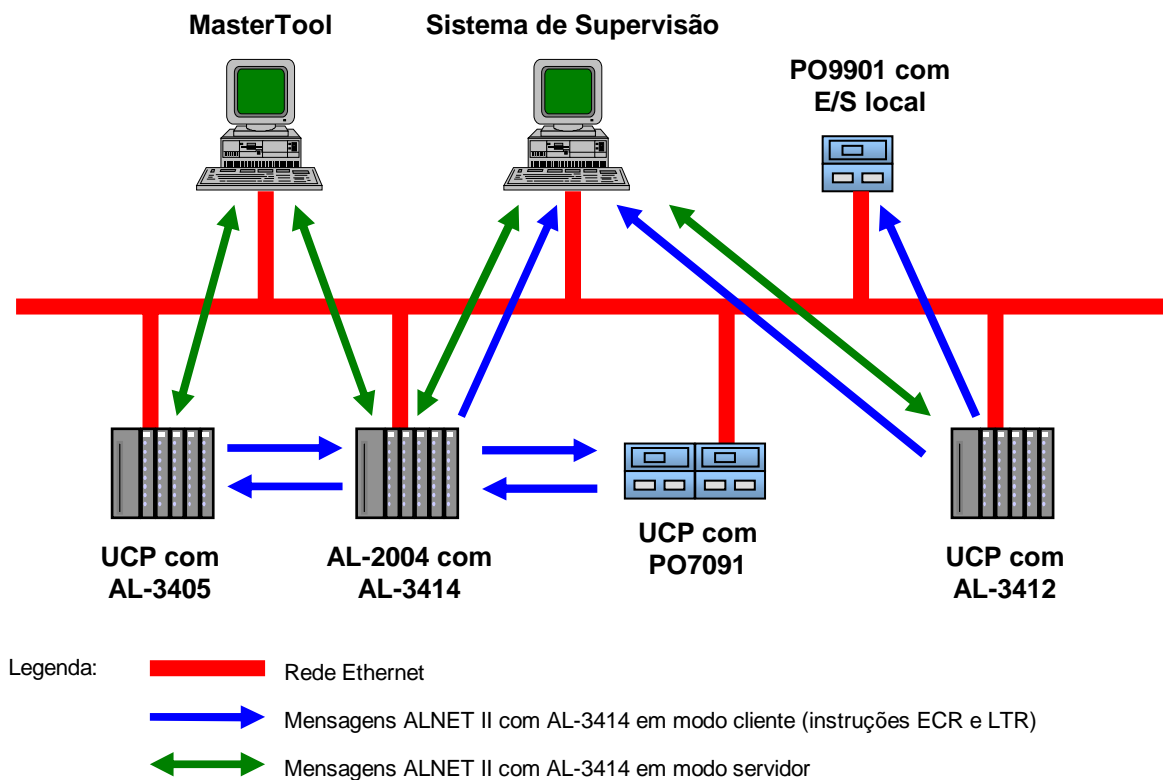 MasterTool
Sistema de Supervisão
PO9901 com
E/S local
UCP com
AL-3405
AL-2004 com
AL-3414
UCP com
PO7091
UCP com
AL-3412
Legenda:
Rede Ethernet
Mensagens ALNET II com AL-3414 em modo cliente (instruções ECR e LTR)
Mensagens ALNET II com AL-3414 em modo servidor